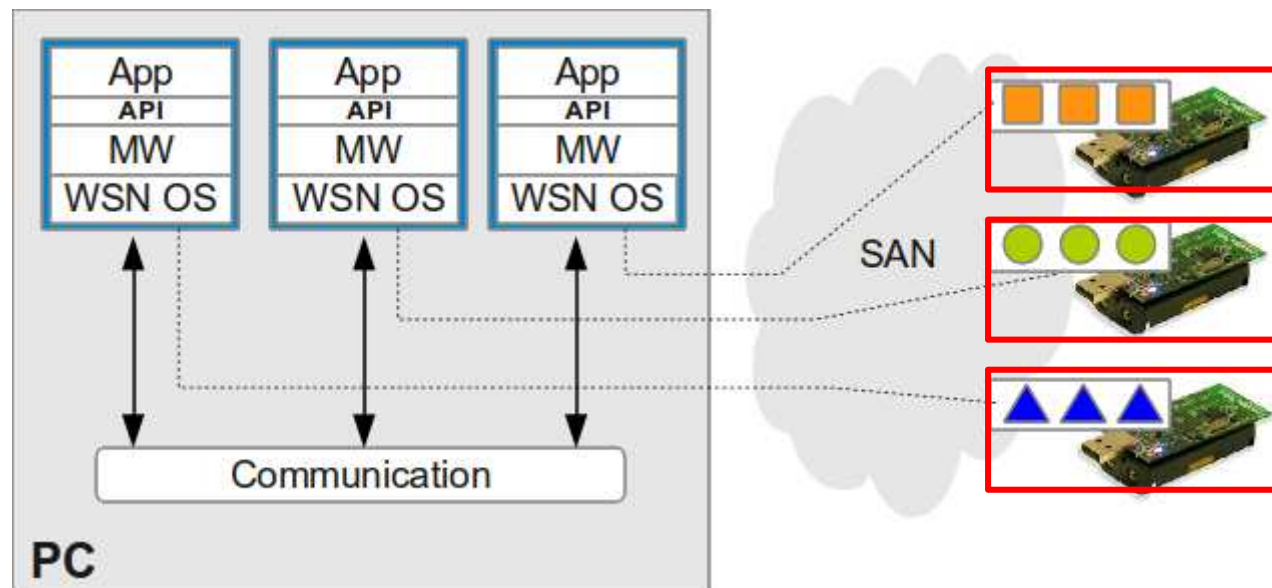 App
API
MW
WSN OS
App
API
MW
WSN OS
App
API
MW
WSN OS
SAN
Communication
PC